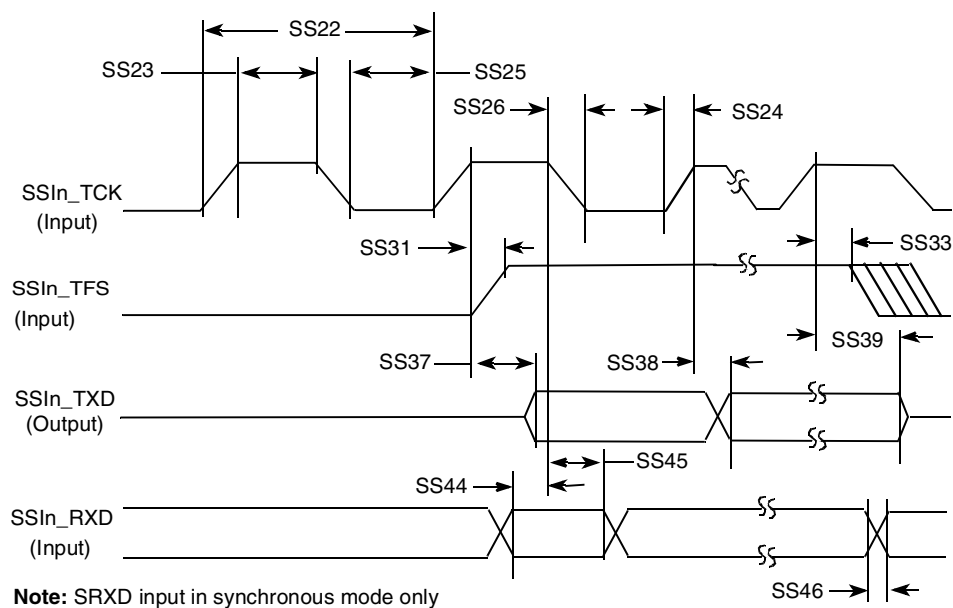 SS22
SS23
SS25
SS26
SS24
SSIn_TCK
(Input)
SS31
SS33
SSIn_TFS
(Input)
SS39
SS37
SS38
SSIn_TXD
(Output)
SS45
SS44
SSIn_RXD
(Input)
SS46
Note: SRXD input in synchronous mode only